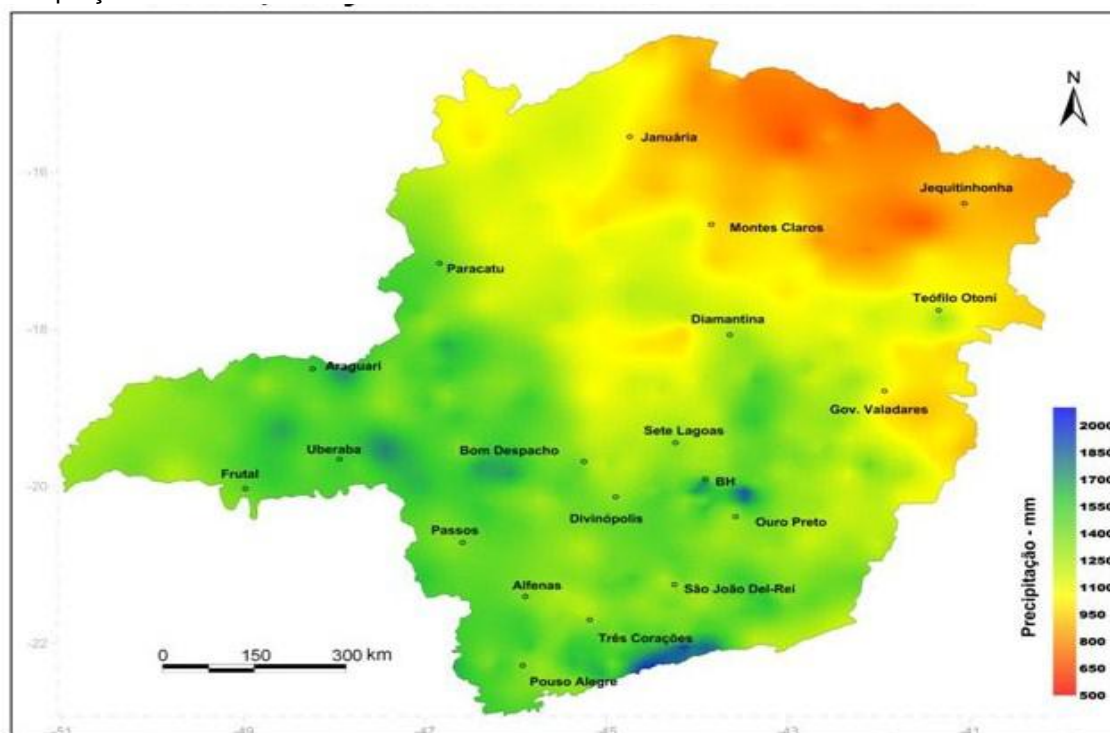 N
Januária
-16
Jequitinhonha
Montes Claros
Paracatu
Teófilo Otoni
Diamantina
-18
Araguari
Gov. Valadares
Sete Lagoas
Uberaba
Bom Despacho
Frutal
BH
-20
Divinópolis
Ouro Preto
Passos
Alfenas
São João Del-Rei
Três Corações
0 150 300 km
-22
Pouso Alegre
Precipitação - mm
2000
1850
1700
1550
1400
1250
1100
950
800
650
500
-51 -49 -47 -45 -43 -41